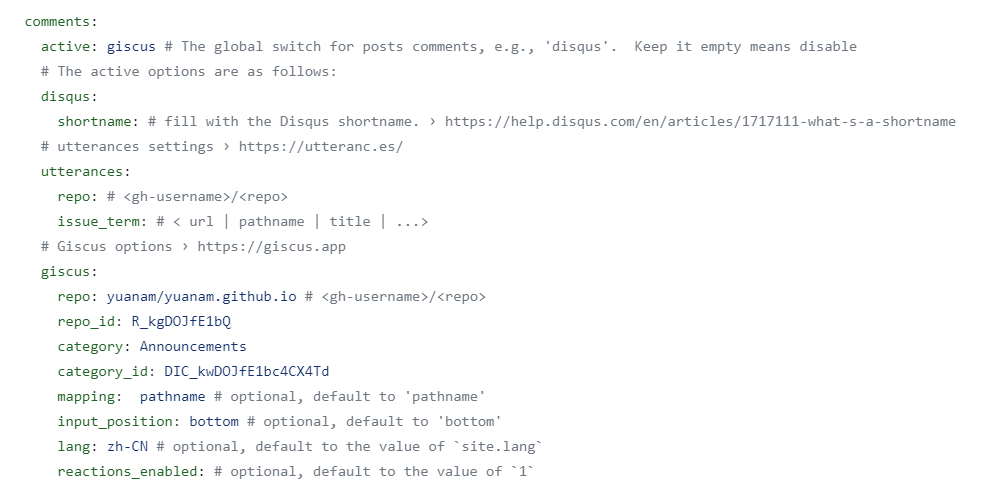 comments:
  active: giscus # The global switch for posts comments, e.g., 'disqus'.  Keep it empty means disable
  # The active options are as follows:
  disqus:
    shortname: # fill with the Disqus shortname. › https://help.disqus.com/en/articles/1717111-what-s-a-shortname
  # utterances settings › https://utteranc.es/
  utterances:
    repo: # <gh-username>/<repo>
    issue_term: # < url | pathname | title | ...>
  # Giscus options › https://giscus.app
  giscus:
    repo: yuanam/yuanam.github.io # <gh-username>/<repo>
    repo_id: R_kgDOJfE1bQ
    category: Announcements
    category_id: DIC_kwDOJfE1bc4CX4Td
    mapping:  pathname # optional, default to 'pathname'
    input_position: bottom # optional, default to 'bottom'
    lang: zh-CN # optional, default to the value of `site.lang`
    reactions_enabled: # optional, default to the value of `1`